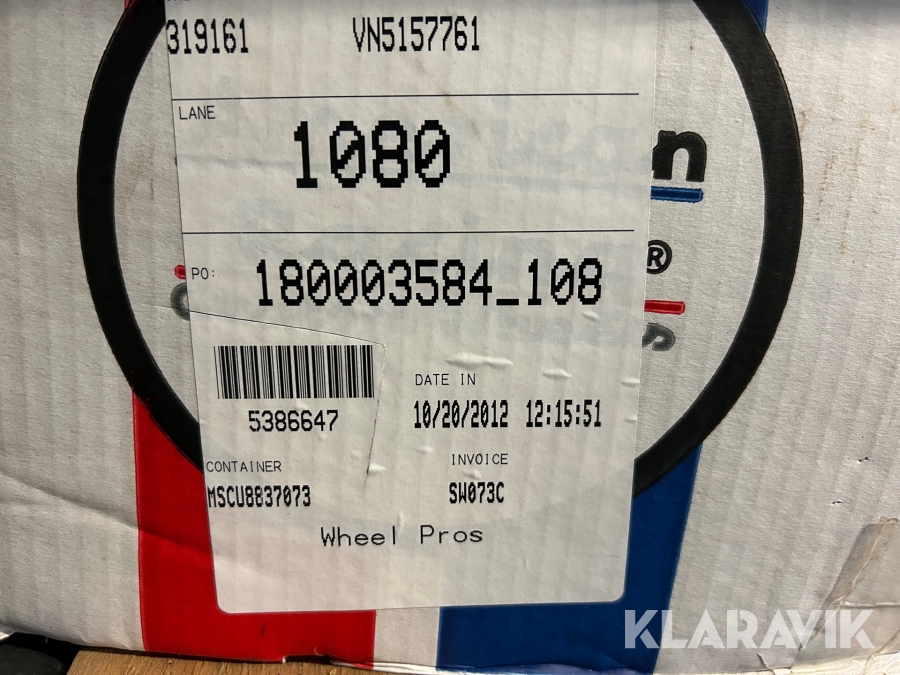 319161 VN5157761
LANE
1080
n
PO: 180003584_108
®
5386647
DATE IN
10/20/2012 12:15:51
CONTAINER
MSCU8837073
INVOICE
SW073C
Wheel Pros
KLARAVIK